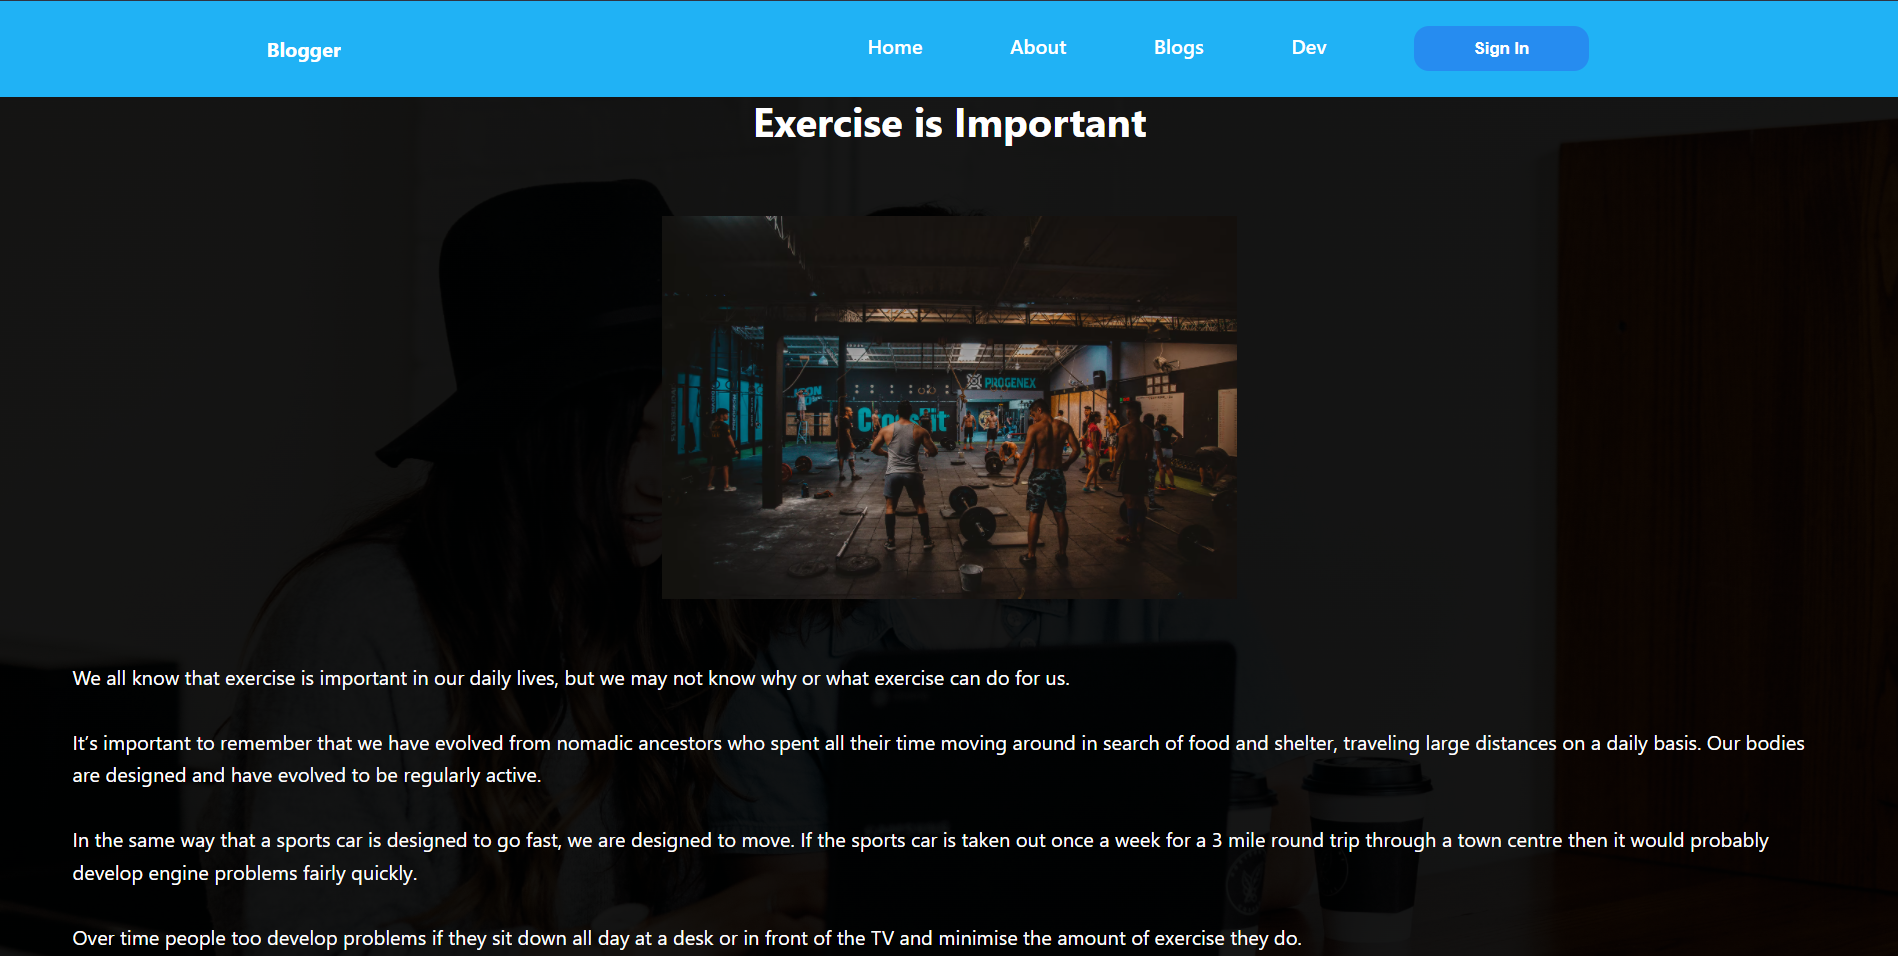 Blogger
Home
About
Blogs
Dev
Sign In
Exercise is Important
PROGENEX
CrossFit
We all know that exercise is important in our daily lives, but we may not know why or what exercise can do for us.
It’s important to remember that we have evolved from nomadic ancestors who spent all their time moving around in search of food and shelter, traveling large distances on a daily basis. Our bodies
are designed and have evolved to be regularly active.
In the same way that a sports car is designed to go fast, we are designed to move. If the sports car is taken out once a week for a 3 mile round trip through a town centre then it would probably
develop engine problems fairly quickly.
Over time people too develop problems if they sit down all day at a desk or in front of the TV and minimise the amount of exercise they do.